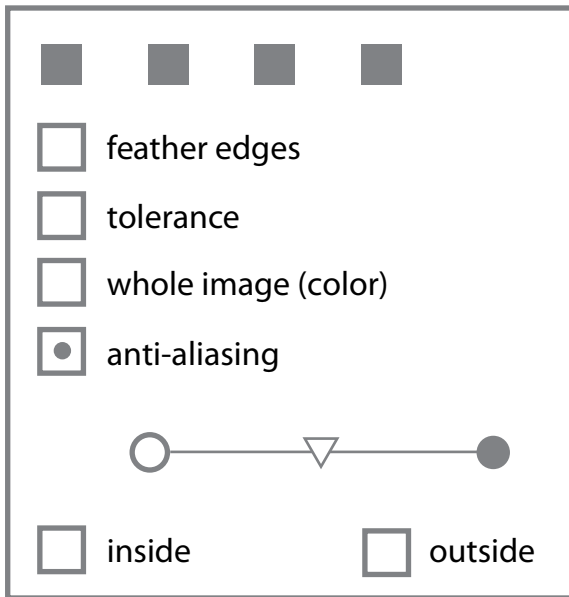 feather edges
tolerance
whole image (color)
anti-aliasing
inside outside